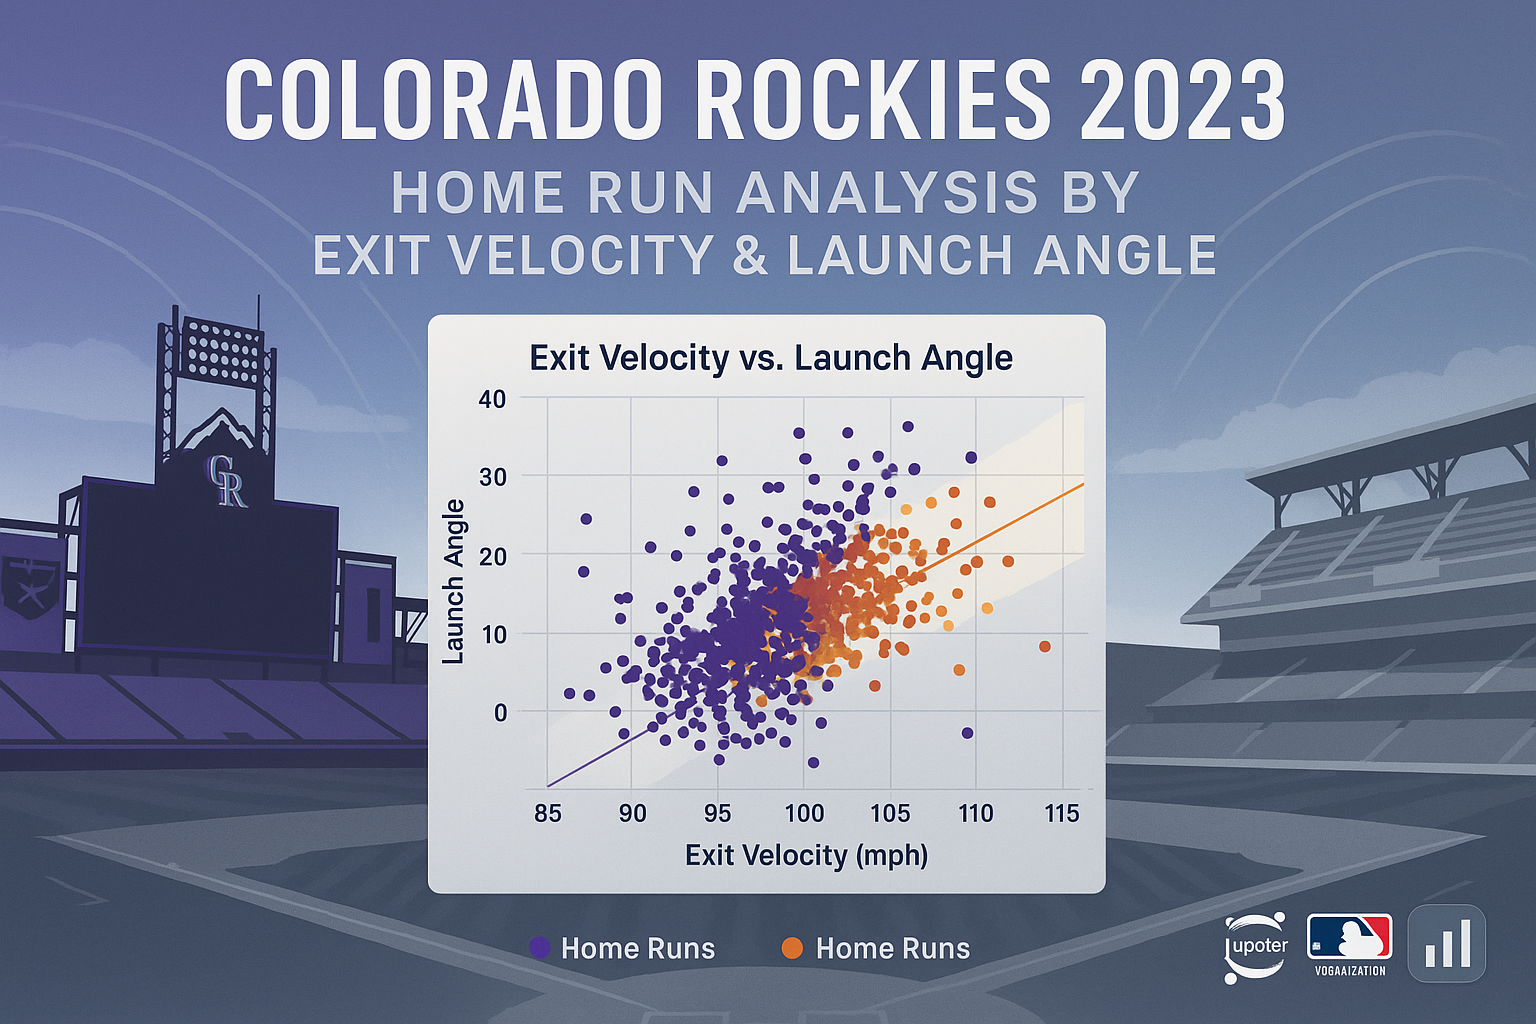 COLORADO ROCKIES 2023
HOME RUN ANALYSIS BY
EXIT VELOCITY & LAUNCH ANGLE
CR
Exit Velocity vs. Launch Angle
Launch Angle
40
30
20
10
0
85 90 95 100 105 110 115
Exit Velocity (mph)
Home Runs Home Runs
Jupoter
VOGAAIZATION